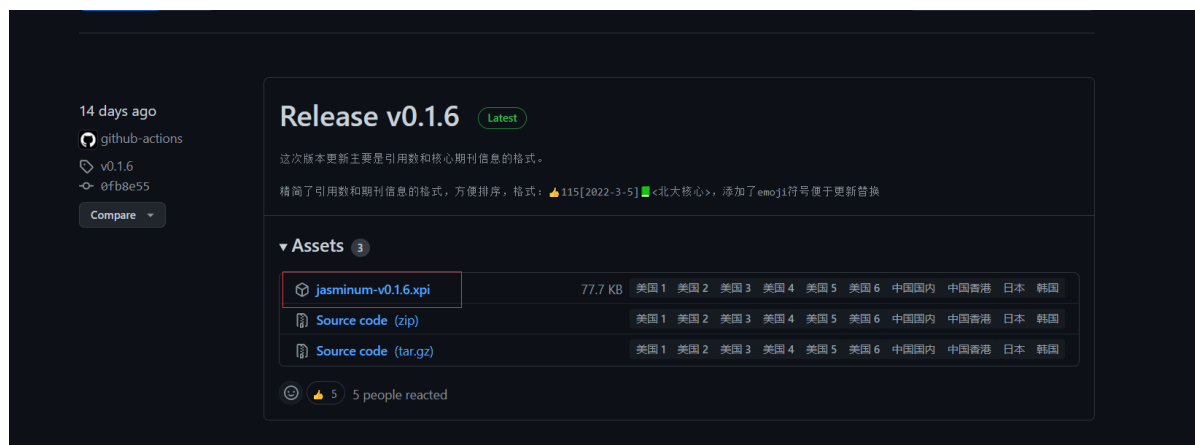 14 days ago
github-actions
v0.1.6
0fb8e55
Compare
Release v0.1.6 Latest
这次版本更新主要是引用数和核心期刊信息的格式。
精简了引用数和期刊信息的格式，方便排序，格式：👍115[2022-3-5]📗<北大核心>，添加了emoji符号便于更新替换
Assets 3
jasminum-v0.1.6.xpi 77.7 KB 美国 1 美国 2 美国 3 美国 4 美国 5 美国 6 中国国内 中国香港 日本 韩国
Source code (zip) 美国 1 美国 2 美国 3 美国 4 美国 5 美国 6 中国国内 中国香港 日本 韩国
Source code (tar.gz) 美国 1 美国 2 美国 3 美国 4 美国 5 美国 6 中国国内 中国香港 日本 韩国
👍 5 5 people reacted